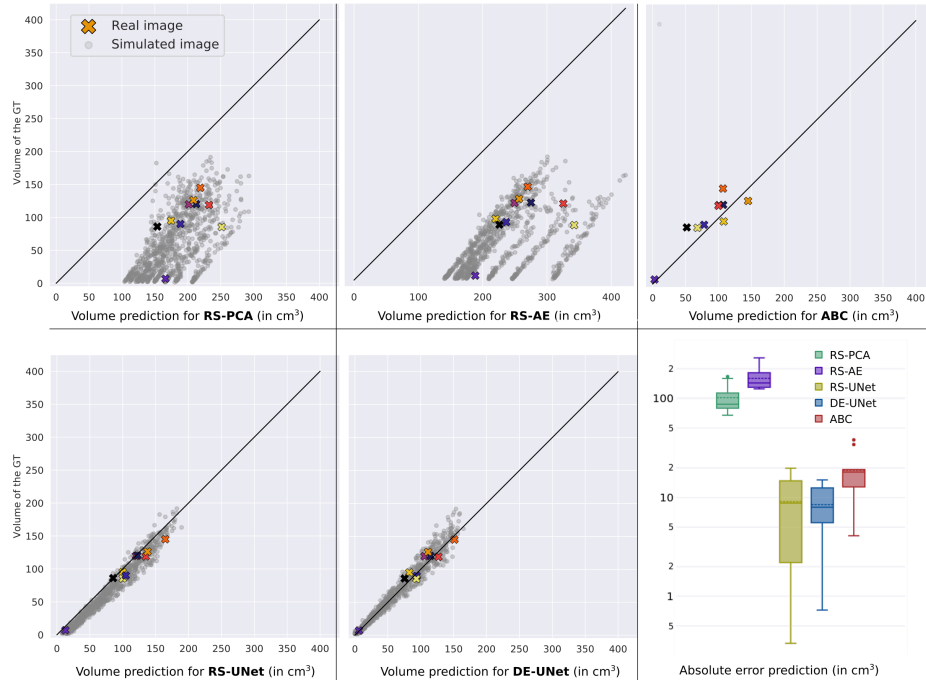 Real image
Simulated image
Volume of the GT
400
350
300
250
200
150
100
50
0
0 50 100 150 200 250 300 350 400
Volume prediction for RS-PCA (in cm³)
0 50 100 150 200 250 300 350 400
Volume prediction for RS-AE (in cm³)
0 50 100 150 200 250 300 350 400
Volume prediction for ABC (in cm³)
Volume of the GT
400
350
300
250
200
150
100
50
0
0 50 100 150 200 250 300 350 400
Volume prediction for RS-UNet (in cm³)
0 50 100 150 200 250 300 350 400
Volume prediction for DE-UNet (in cm³)
RS-PCA
RS-AE
RS-UNet
DE-UNet
ABC
2
100
5
2
10
5
2
1
5
Absolute error prediction (in cm³)